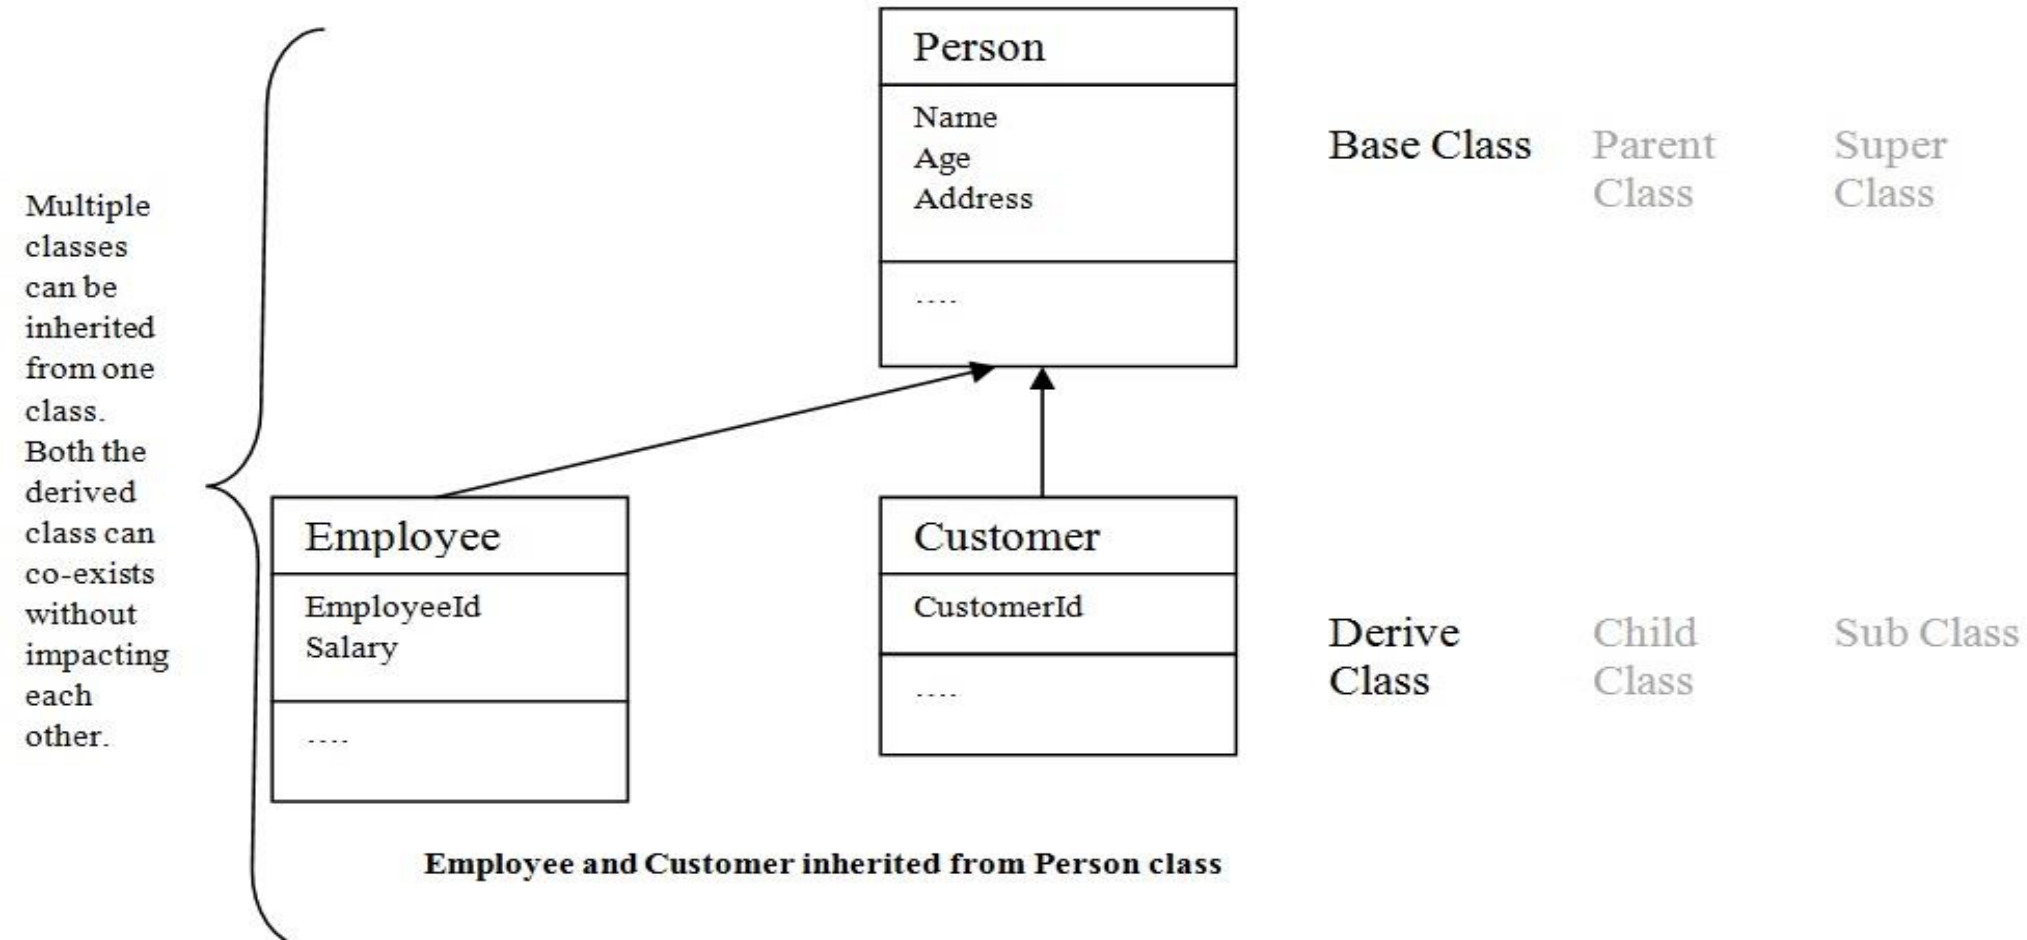 Multiple
classes
can be
inherited
from one
class.
Both the
derived
class can
co-exists
without
impacting
each
other.
Person
Name
Age
Address
....
Base Class
Parent
Class
Super
Class
Employee
EmployeeId
Salary
....
Customer
CustomerId
....
Derive
Class
Child
Class
Sub Class
Employee and Customer inherited from Person class